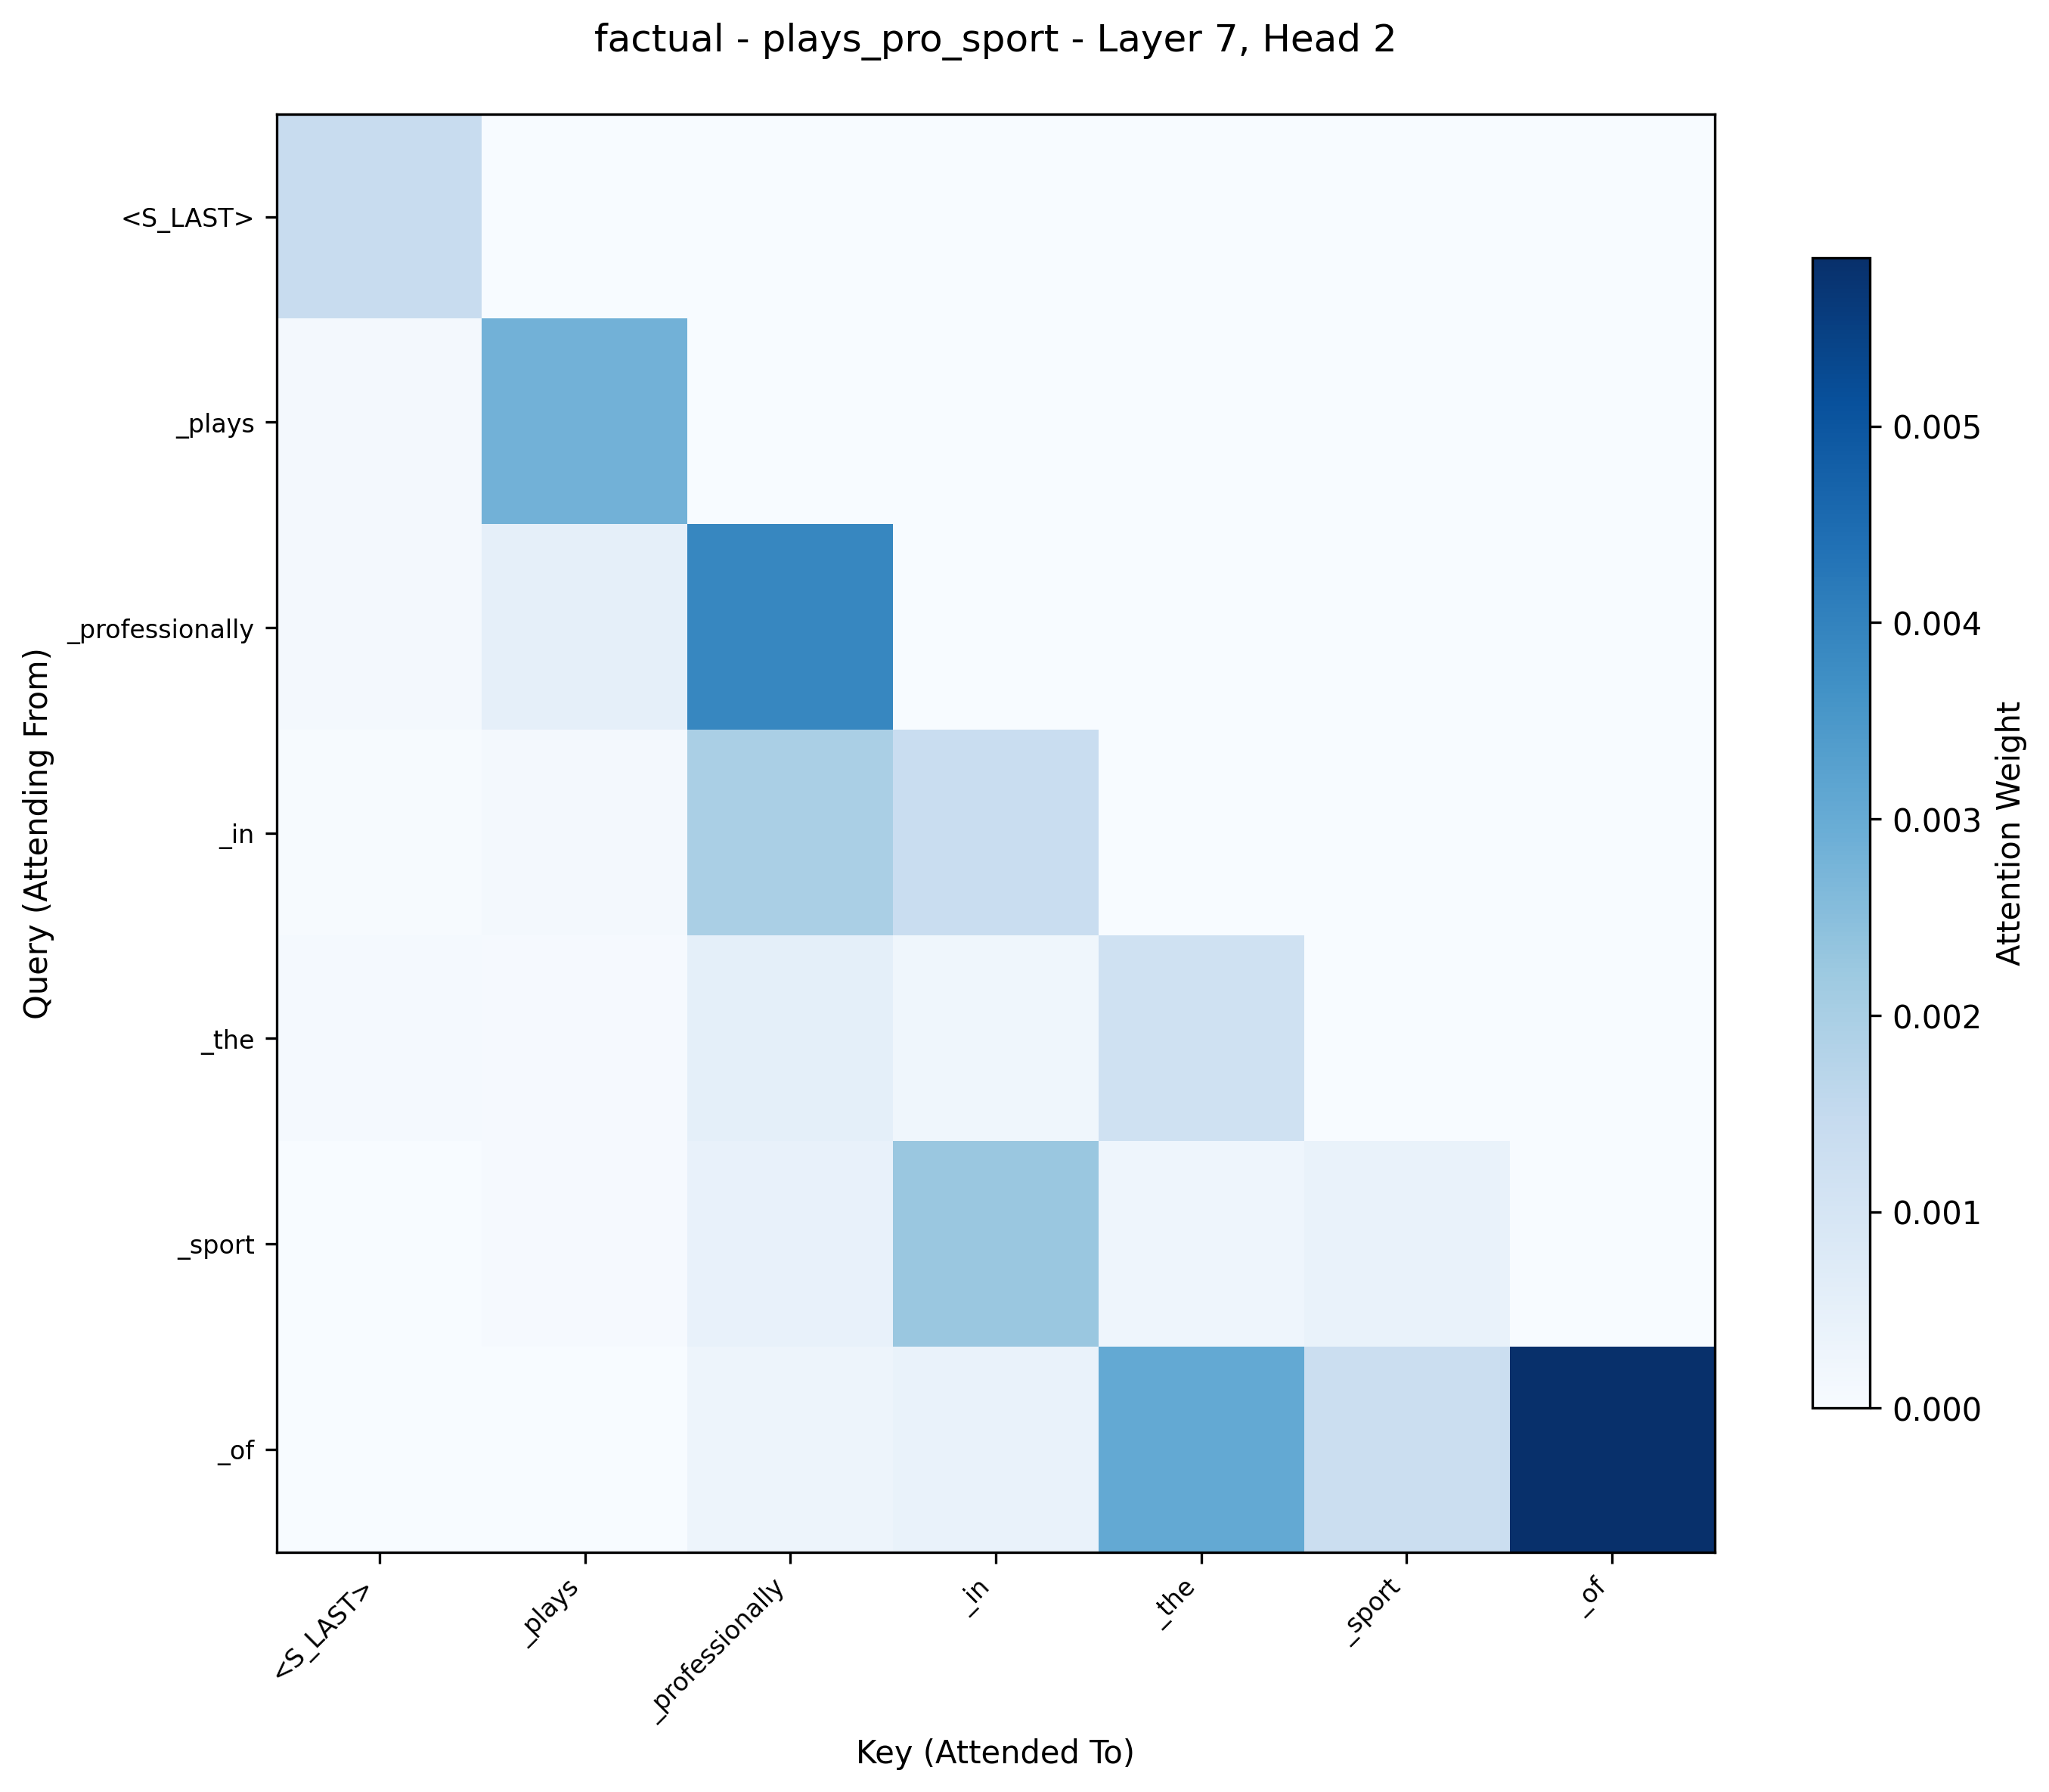 factual - plays_pro_sport - Layer 7, Head 2
Query (Attending From)
<S_LAST>
_plays
_professionally
_in
_the
_sport
_of
<S_LAST>
_plays
_professionally
_in
_the
_sport
_of
Key (Attended To)
0.005
0.004
0.003
0.002
0.001
0.000
Attention Weight